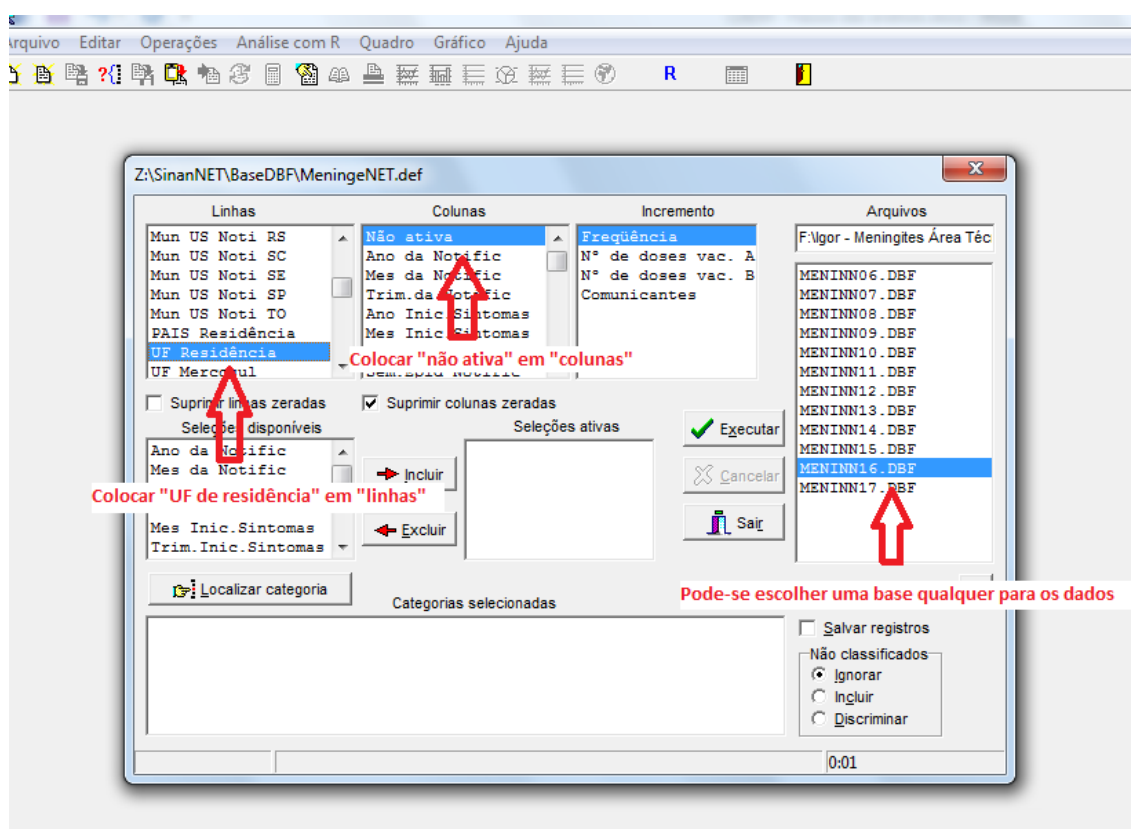 Arquivo Editar Operações Análise com R Quadro Gráfico Ajuda
R
Z:\SinanNET\BaseDBF\MeningeNET.def
Linhas
Mun US Noti RS
Mun US Noti SC
Mun US Noti SE
Mun US Noti SP
Mun US Noti TO
PAIS Residência
UF Residência
UF Mercosul
Colunas
Não ativa
Ano da Notific
Mes da Notific
Trim.da Notific
Ano Inic.Sintomas
Mes Inic.Sintomas
Incremento
Freqüência
Nº de doses vac. A
Nº de doses vac. B
Comunicantes
Arquivos
F:\Igor - Meningites Área Téc
MENINN06.DBF
MENINN07.DBF
MENINN08.DBF
MENINN09.DBF
MENINN10.DBF
MENINN11.DBF
MENINN12.DBF
MENINN13.DBF
MENINN14.DBF
MENINN15.DBF
MENINN16.DBF
MENINN17.DBF
Colocar "não ativa" em "colunas"
Suprimir linhas zeradas
Suprimir colunas zeradas
Seleções disponíveis
Ano da Notific
Mes da Notific
Colocar "UF de residência" em "linhas"
Mes Inic.Sintomas
Trim.Inic.Sintomas
Incluir
Excluir
Seleções ativas
Executar
Cancelar
Sair
Pode-se escolher uma base qualquer para os dados
Localizar categoria
Categorias selecionadas
Salvar registros
Não classificados
Ignorar
Incluir
Discriminar
0:01